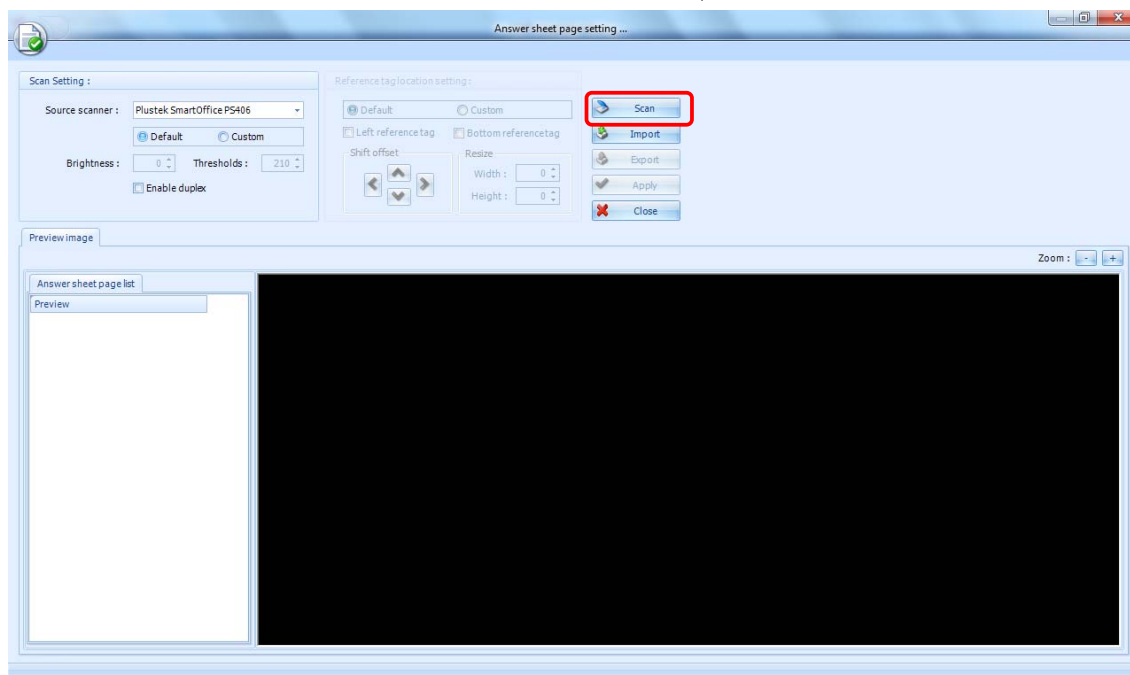 Answer sheet page setting ...
Scan Setting :
Source scanner :
Plustek SmartOffice PS406
Default
Custom
Brightness :
0
Thresholds :
210
Enable duplex
Reference tag location setting :
Default
Custom
Left reference tag
Bottom reference tag
Shift offset
Resize
Width :
0
Height :
0
Scan
Import
Export
Apply
Close
Preview image
Zoom :
-
+
Answer sheet page list
Preview